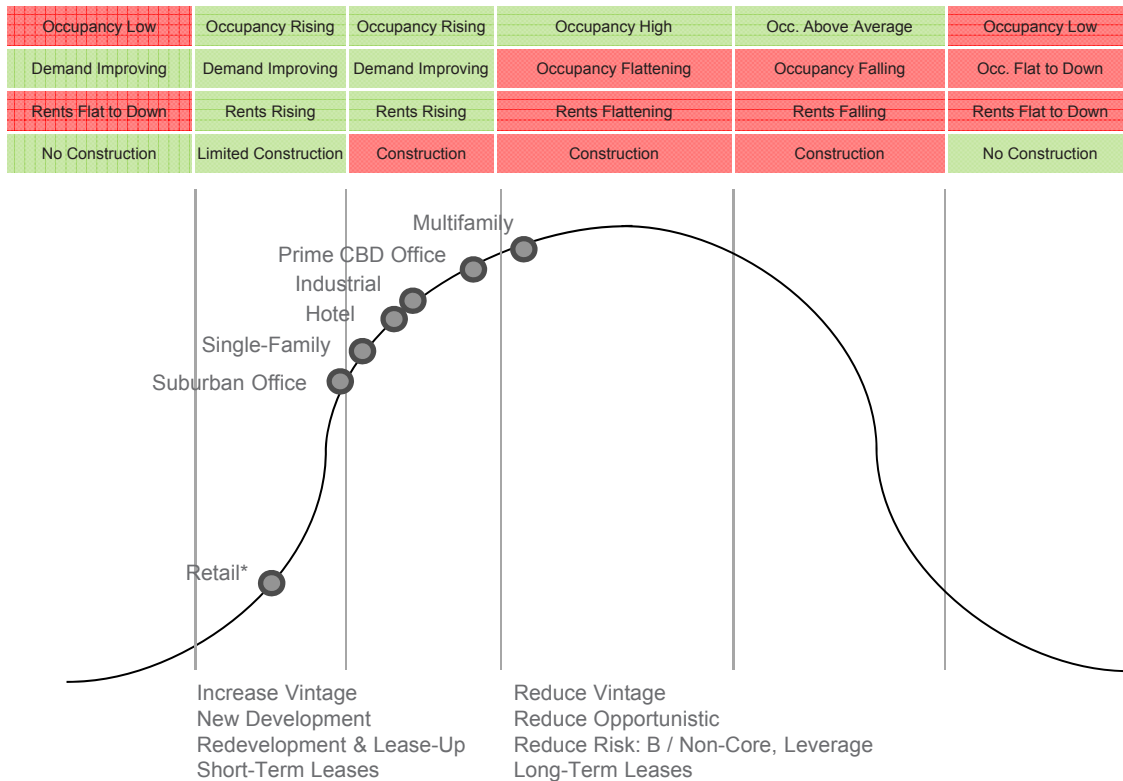 Occupancy Low
Occupancy Rising
Occupancy Rising
Occupancy High
Occ. Above Average
Occupancy Low
Demand Improving
Demand Improving
Demand Improving
Occupancy Flattening
Occupancy Falling
Occ. Flat to Down
Rents Flat to Down
Rents Rising
Rents Rising
Rents Flattening
Rents Falling
Rents Flat to Down
No Construction
Limited Construction
Construction
Construction
Construction
No Construction
Multifamily
Prime CBD Office
Industrial
Hotel
Single-Family
Suburban Office
Retail*
Increase Vintage
New Development
Redevelopment & Lease-Up
Short-Term Leases
Reduce Vintage
Reduce Opportunistic
Reduce Risk: B / Non-Core, Leverage
Long-Term Leases